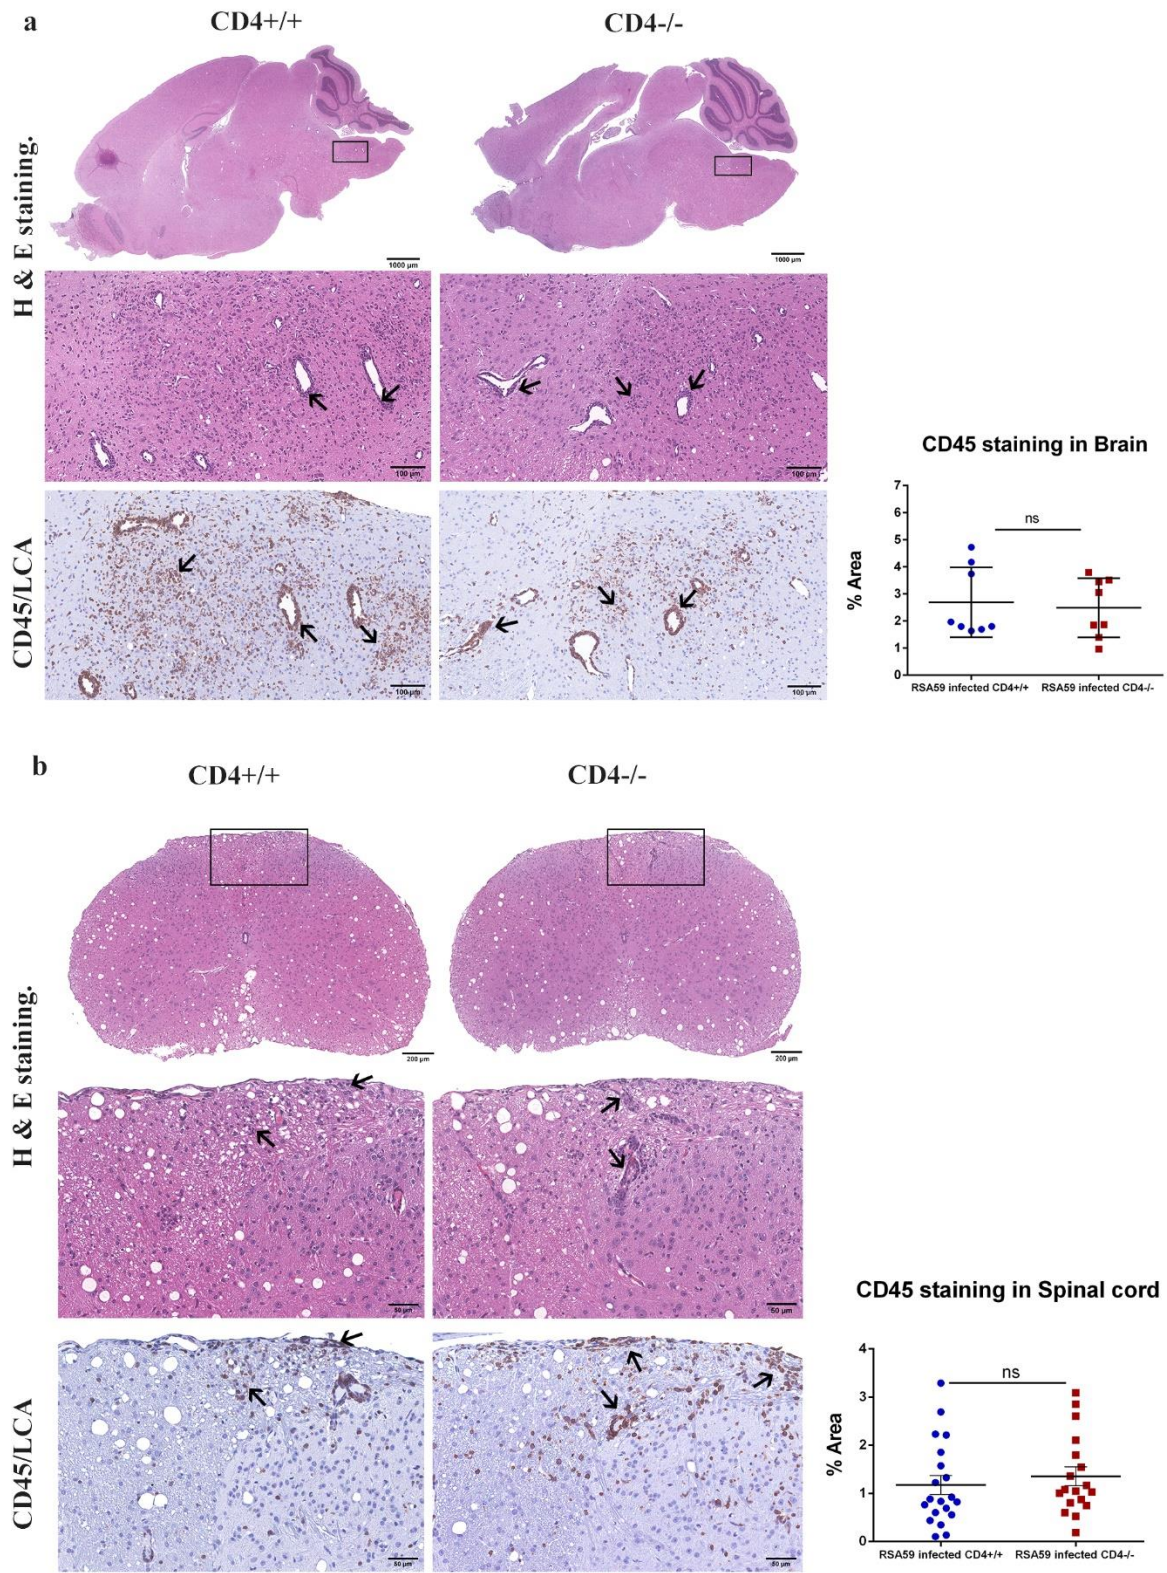 a
CD4+/+
CD4-/-
H & E staining.
1000 µm
1000 µm
100 µm
100 µm
CD45/LCA
100 µm
100 µm
CD45 staining in Brain
7
6
5
4
3
2
1
0
% Area
ns
RSA59 infected CD4+/+
RSA59 infected CD4-/-
b
CD4+/+
CD4-/-
H & E staining.
200 µm
200 µm
50 µm
50 µm
CD45/LCA
50 µm
50 µm
CD45 staining in Spinal cord
4
3
2
1
0
% Area
ns
RSA59 infected CD4+/+
RSA59 infected CD4-/-